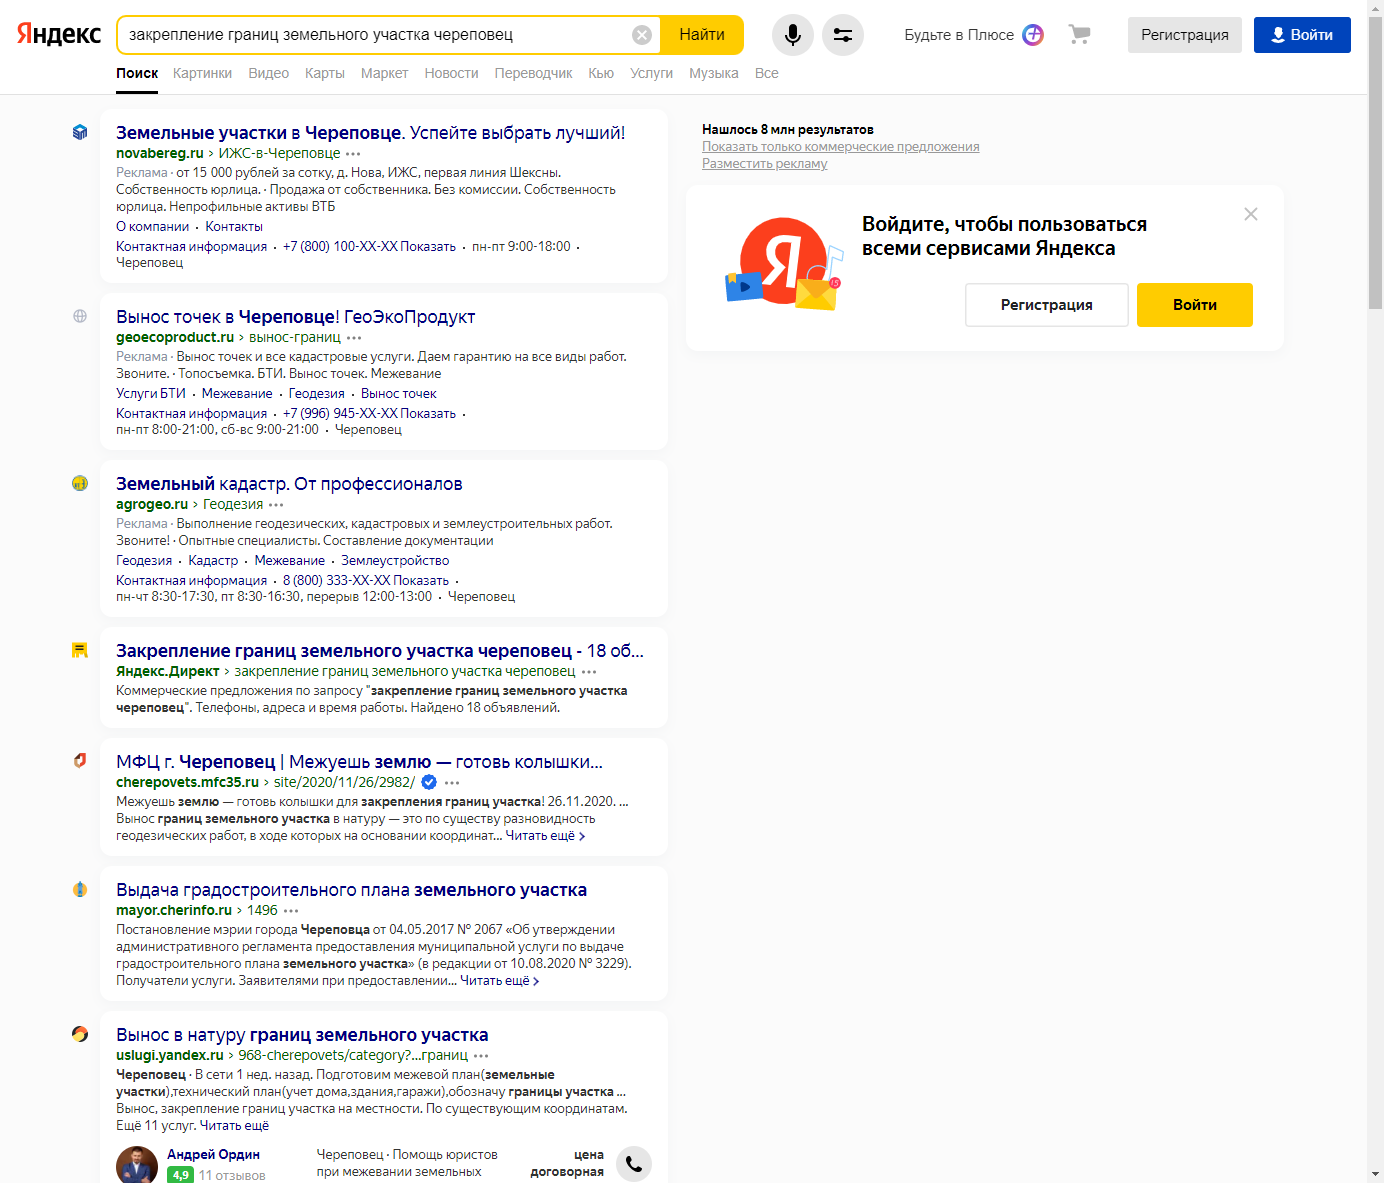 Яндекс
закрепление границ земельного участка череповец
Найти
Будьте в Плюсе
Регистрация
Войти
Поиск Картинки Видео Карты Маркет Новости Переводчик Кью Услуги Музыка Все
Земельные участки в Череповце. Успейте выбрать лучший!
novabereg.ru › ИЖС-в-Череповце
Реклама · от 15 000 рублей за сотку, д. Нова, ИЖС, первая линия Шексны.
Собственность юрлица. · Продажа от собственника. Без комиссии. Собственность
юрлица. Непрофильные активы ВТБ
О компании · Контакты
Контактная информация · +7 (800) 100-XX-XX Показать · пн-пт 9:00-18:00 ·
Череповец
Вынос точек в Череповце! ГеоЭкоПродукт
geoecoproduct.ru › вынос-границ
Реклама · Вынос точек и все кадастровые услуги. Даем гарантию на все виды работ.
Звоните. · Топосъемка. БТИ. Вынос точек. Межевание
Услуги БТИ · Межевание · Геодезия · Вынос точек
Контактная информация · +7 (996) 945-XX-XX Показать ·
пн-пт 8:00-21:00, сб-вс 9:00-21:00 · Череповец
Земельный кадастр. От профессионалов
agrogeo.ru › Геодезия
Реклама · Выполнение геодезических, кадастровых и землеустроительных работ.
Звоните! · Опытные специалисты. Составление документации
Геодезия · Кадастр · Межевание · Землеустройство
Контактная информация · 8 (800) 333-XX-XX Показать ·
пн-чт 8:30-17:30, пт 8:30-16:30, перерыв 12:00-13:00 · Череповец
Закрепление границ земельного участка череповец - 18 об...
Яндекс.Директ › закрепление границ земельного участка череповец
Коммерческие предложения по запросу "закрепление границ земельного участка
череповец". Телефоны, адреса и время работы. Найдено 18 объявлений.
МФЦ г. Череповец | Межуешь землю — готовь колышки...
cherepovets.mfc35.ru › site/2020/11/26/2982/
Межуешь землю — готовь колышки для закрепления границ участка! 26.11.2020. ...
Вынос границ земельного участка в натуру — это по существу разновидность
геодезических работ, в ходе которых на основании координат... Читать ещё ›
Выдача градостроительного плана земельного участка
mayor.cherinfo.ru › 1496
Постановление мэрии города Череповца от 04.05.2017 № 2067 «Об утверждении
административного регламента предоставления муниципальной услуги по выдаче
градостроительного плана земельного участка» (в редакции от 10.08.2020 № 3229).
Получатели услуги. Заявителями при предоставлении... Читать ещё ›
Вынос в натуру границ земельного участка
uslugi.yandex.ru › 968-cherepovets/category?...границ
Череповец · В сети 1 нед. назад. Подготовим межевой план(земельные
участки),технический план(учет дома,здания,гаражи),обозначу границы участка ...
Вынос, закрепление границ участка на местности. По существующим координатам.
Ещё 11 услуг. Читать ещё
Андрей Ордин
4,9 11 отзывов
Череповец · Помощь юристов
при межевании земельных
цена
договорная
Нашлось 8 млн результатов
Показать только коммерческие предложения
Разместить рекламу
Я
15
Войдите, чтобы пользоваться
всеми сервисами Яндекса
Регистрация
Войти